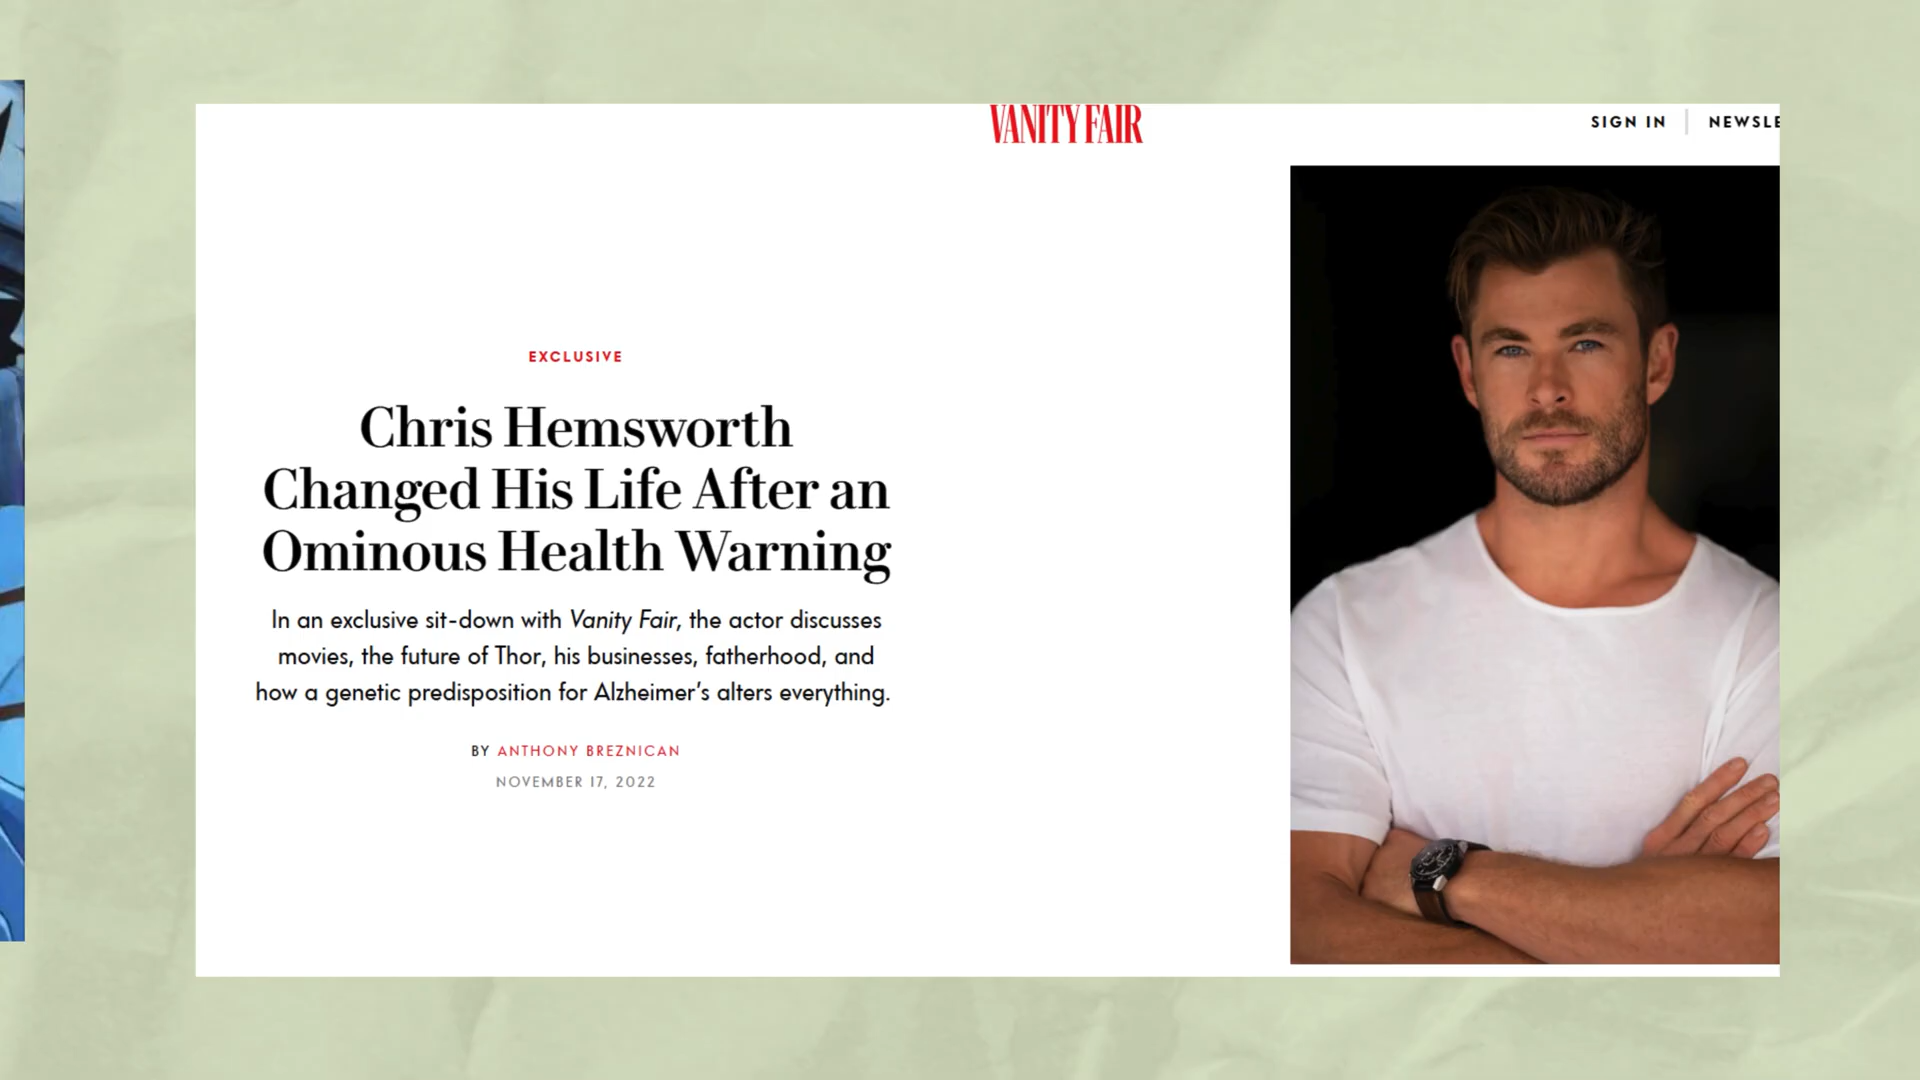 VANITY FAIR
SIGN IN
NEWSLE
EXCLUSIVE
Chris Hemsworth
Changed His Life After an
Ominous Health Warning
In an exclusive sit-down with Vanity Fair, the actor discusses
movies, the future of Thor, his businesses, fatherhood, and
how a genetic predisposition for Alzheimer's alters everything.
BY ANTHONY BREZNICAN
NOVEMBER 17, 2022